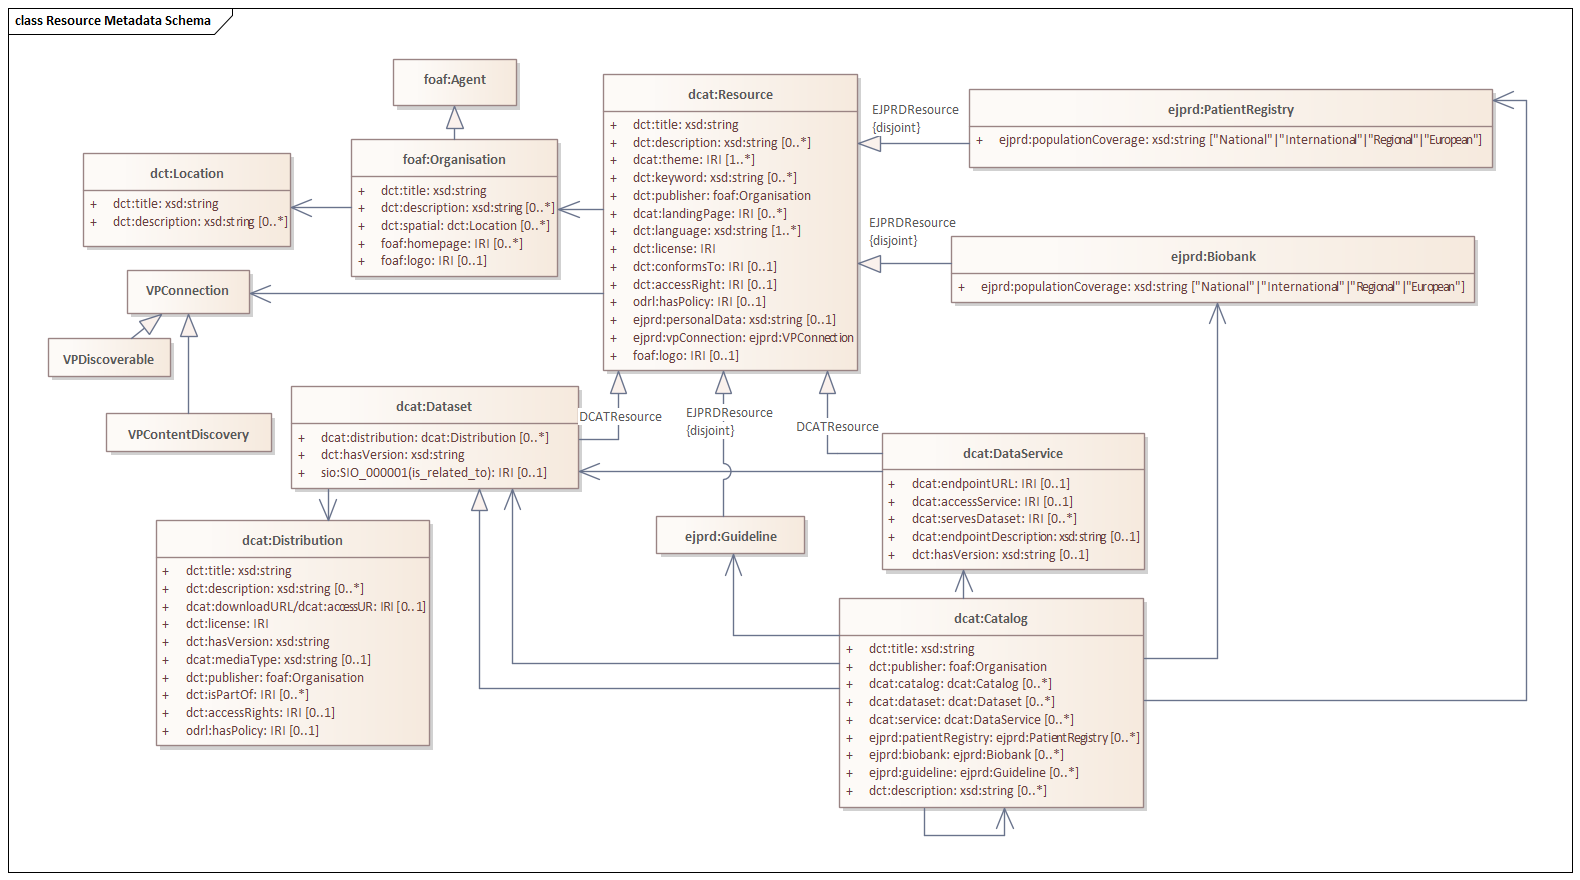 class Resource Metadata Schema
foaf:Agent
foaf:Organisation
+ dct:title: xsd:string
+ dct:description: xsd:string [0..*]
+ dct:spatial: dct:Location [0..*]
+ foaf:homepage: IRI [0..*]
+ foaf:logo: IRI [0..1]
dct:Location
+ dct:title: xsd:string
+ dct:description: xsd:string [0..*]
VPConnection
VPDiscoverable
VPContentDiscovery
dcat:Resource
+ dct:title: xsd:string
+ dct:description: xsd:string [0..*]
+ dcat:theme: IRI [1..*]
+ dct:keyword: xsd:string [0..*]
+ dct:publisher: foaf:Organisation
+ dcat:landingPage: IRI [0..*]
+ dct:language: xsd:string [1..*]
+ dct:license: IRI
+ dct:conformsTo: IRI [0..1]
+ dct:accessRight: IRI [0..1]
+ odrl:hasPolicy: IRI [0..1]
+ ejprd:personalData: xsd:string [0..1]
+ ejprd:vpConnection: ejprd:VPConnection
+ foaf:logo: IRI [0..1]
EJPRDResource
{disjoint}
ejprd:PatientRegistry
+ ejprd:populationCoverage: xsd:string ["National"|"International"|"Regional"|"European"]
EJPRDResource
{disjoint}
ejprd:Biobank
+ ejprd:populationCoverage: xsd:string ["National"|"International"|"Regional"|"European"]
dcat:Dataset
+ dcat:distribution: dcat:Distribution [0..*]
+ dct:hasVersion: xsd:string
+ sio:SIO_000001(is_related_to): IRI [0..1]
DCATResource
EJPRDResource
{disjoint}
DCATResource
dcat:DataService
+ dcat:endpointURL: IRI [0..1]
+ dcat:accessService: IRI [0..1]
+ dcat:servesDataset: IRI [0..*]
+ dcat:endpointDescription: xsd:string [0..1]
+ dct:hasVersion: xsd:string [0..1]
ejprd:Guideline
dcat:Distribution
+ dct:title: xsd:string
+ dct:description: xsd:string [0..*]
+ dcat:downloadURL/dcat:accessUR: IRI [0..1]
+ dct:license: IRI
+ dct:hasVersion: xsd:string
+ dcat:mediaType: xsd:string [0..1]
+ dct:publisher: foaf:Organisation
+ dct:isPartOf: IRI [0..*]
+ dct:accessRights: IRI [0..1]
+ odrl:hasPolicy: IRI [0..1]
dcat:Catalog
+ dct:title: xsd:string
+ dct:publisher: foaf:Organisation
+ dcat:catalog: dcat:Catalog [0..*]
+ dcat:dataset: dcat:Dataset [0..*]
+ dcat:service: dcat:DataService [0..*]
+ ejprd:patientRegistry: ejprd:PatientRegistry [0..*]
+ ejprd:biobank: ejprd:Biobank [0..*]
+ ejprd:guideline: ejprd:Guideline [0..*]
+ dct:description: xsd:string [0..*]